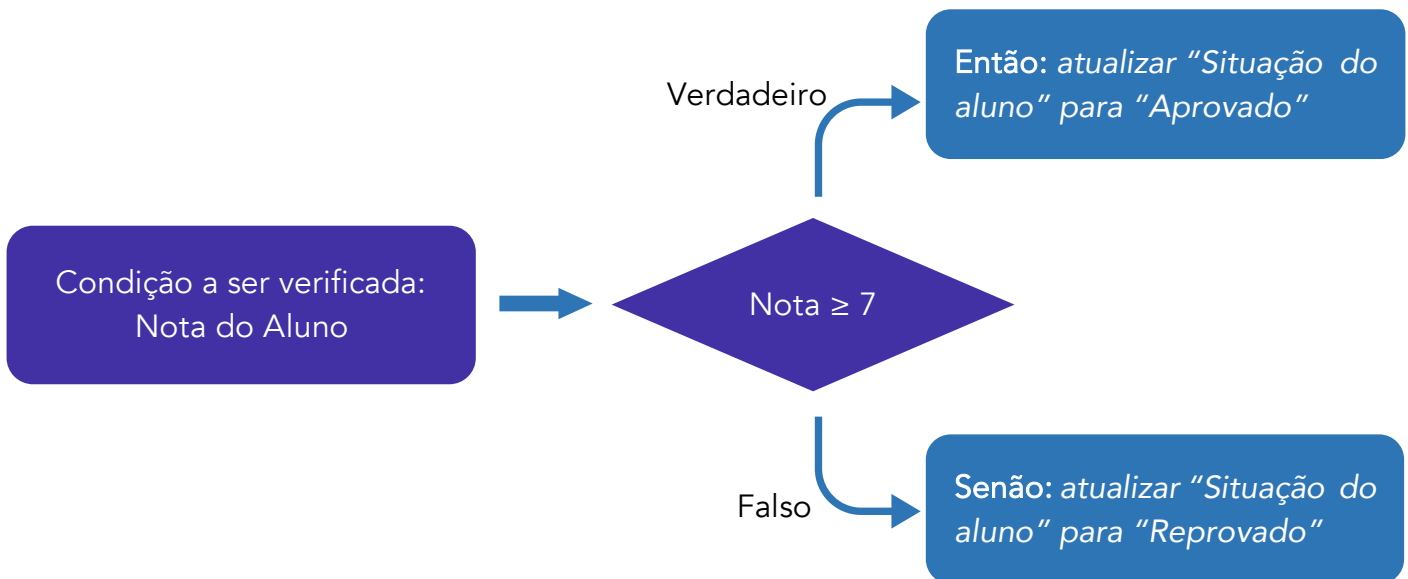 Verdadeiro
Então: atualizar “Situação do
aluno” para “Aprovado”
Condição a ser verificada:
Nota do Aluno
Nota ≥ 7
Falso
Senão: atualizar “Situação do
aluno” para “Reprovado”